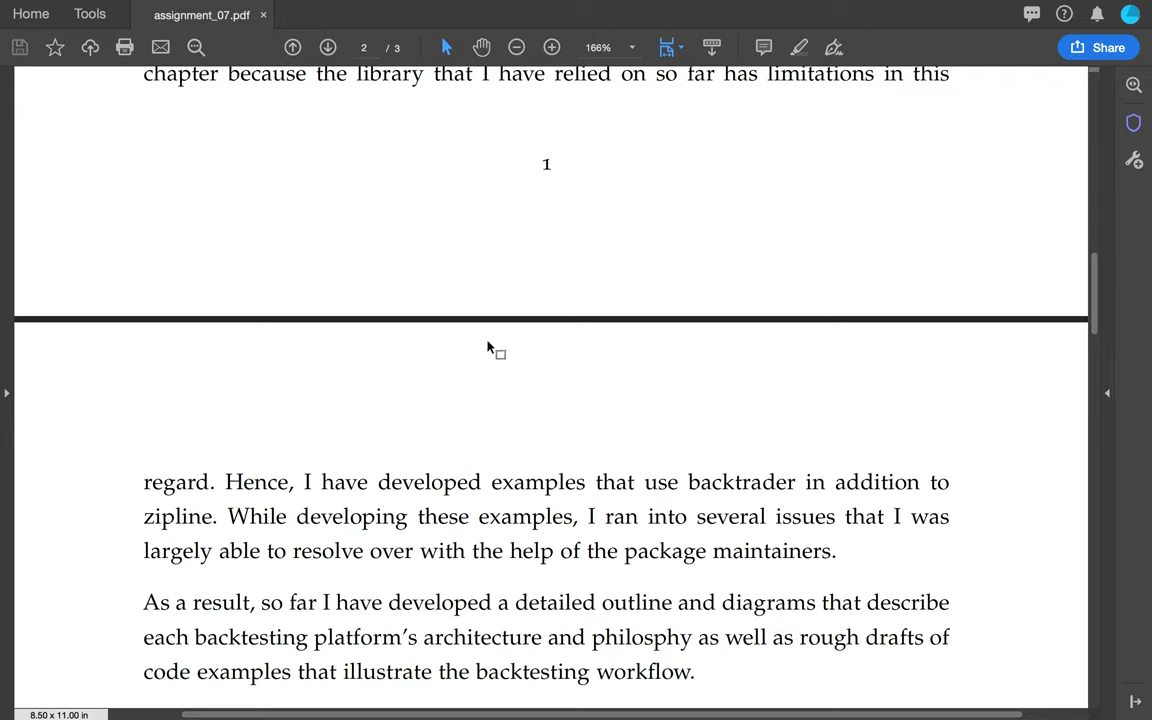 Home Tools assignment_07.pdf ×
2 / 3 166% Share
chapter because the library that I have relied on so far has limitations in this
1
regard. Hence, I have developed examples that use backtrader in addition to
zipline. While developing these examples, I ran into several issues that I was
largely able to resolve over with the help of the package maintainers.
As a result, so far I have developed a detailed outline and diagrams that describe
each backtesting platform's architecture and philosphy as well as rough drafts of
code examples that illustrate the backtesting workflow.
8.50 x 11.00 in